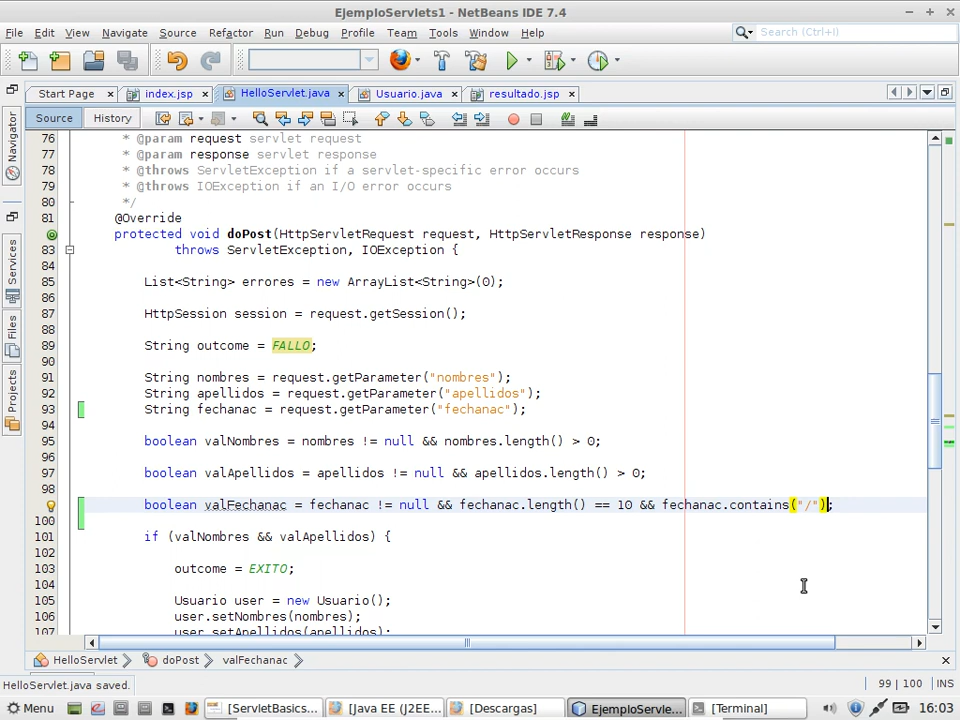 EjemploServlets1 - NetBeans IDE 7.4
File Edit View Navigate Source Refactor Run Debug Profile Team Tools Window Help
Search (Ctrl+I)
Start Page index.jsp HelloServlet.java Usuario.java resultado.jsp
Source History
Navigator
Services
Files
Projects
76 * @param request servlet request
77 * @param response servlet response
78 * @throws ServletException if a servlet-specific error occurs
79 * @throws IOException if an I/O error occurs
80 */
81 @Override
protected void doPost(HttpServletRequest request, HttpServletResponse response)
83 throws ServletException, IOException {
84
85 List<String> errores = new ArrayList<String>(0);
86
87 HttpSession session = request.getSession();
88
89 String outcome = FALLO;
90
91 String nombres = request.getParameter("nombres");
92 String apellidos = request.getParameter("apellidos");
93 String fechanac = request.getParameter("fechanac");
94
95 boolean valNombres = nombres != null && nombres.length() > 0;
96
97 boolean valApellidos = apellidos != null && apellidos.length() > 0;
98
boolean valFechanac = fechanac != null && fechanac.length() == 10 && fechanac.contains("/");
100
101 if (valNombres && valApellidos) {
102
103 outcome = EXITO;
104
105 Usuario user = new Usuario();
106 user.setNombres(nombres);
107 user.setApellidos(apellidos);
HelloServlet doPost valFechanac
HelloServlet.java saved.
99 | 100 INS
Menu [ServletBasics... [Java EE (J2EE... [Descargas] EjemploServle... [Terminal] 16:03